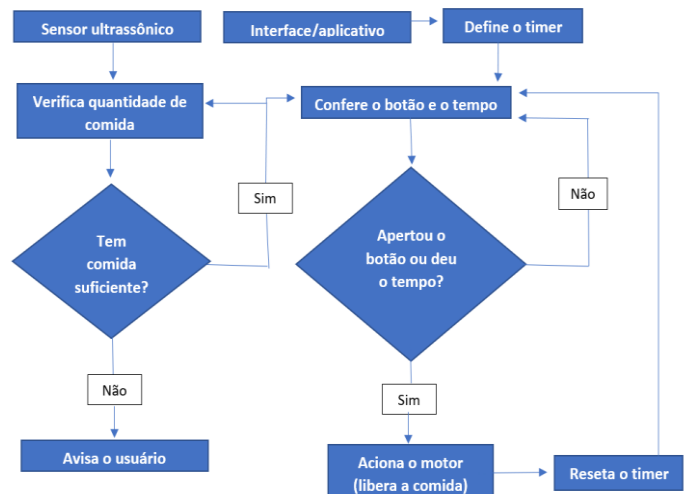 Sensor ultrassônico
Interface/aplicativo
Define o timer
Verifica quantidade de
comida
Confere o botão e o tempo
Sim
Não
Tem
comida
suficiente?
Apertou o
botão ou deu
o tempo?
Não
Sim
Avisa o usuário
Aciona o motor
(libera a comida)
Reseta o timer